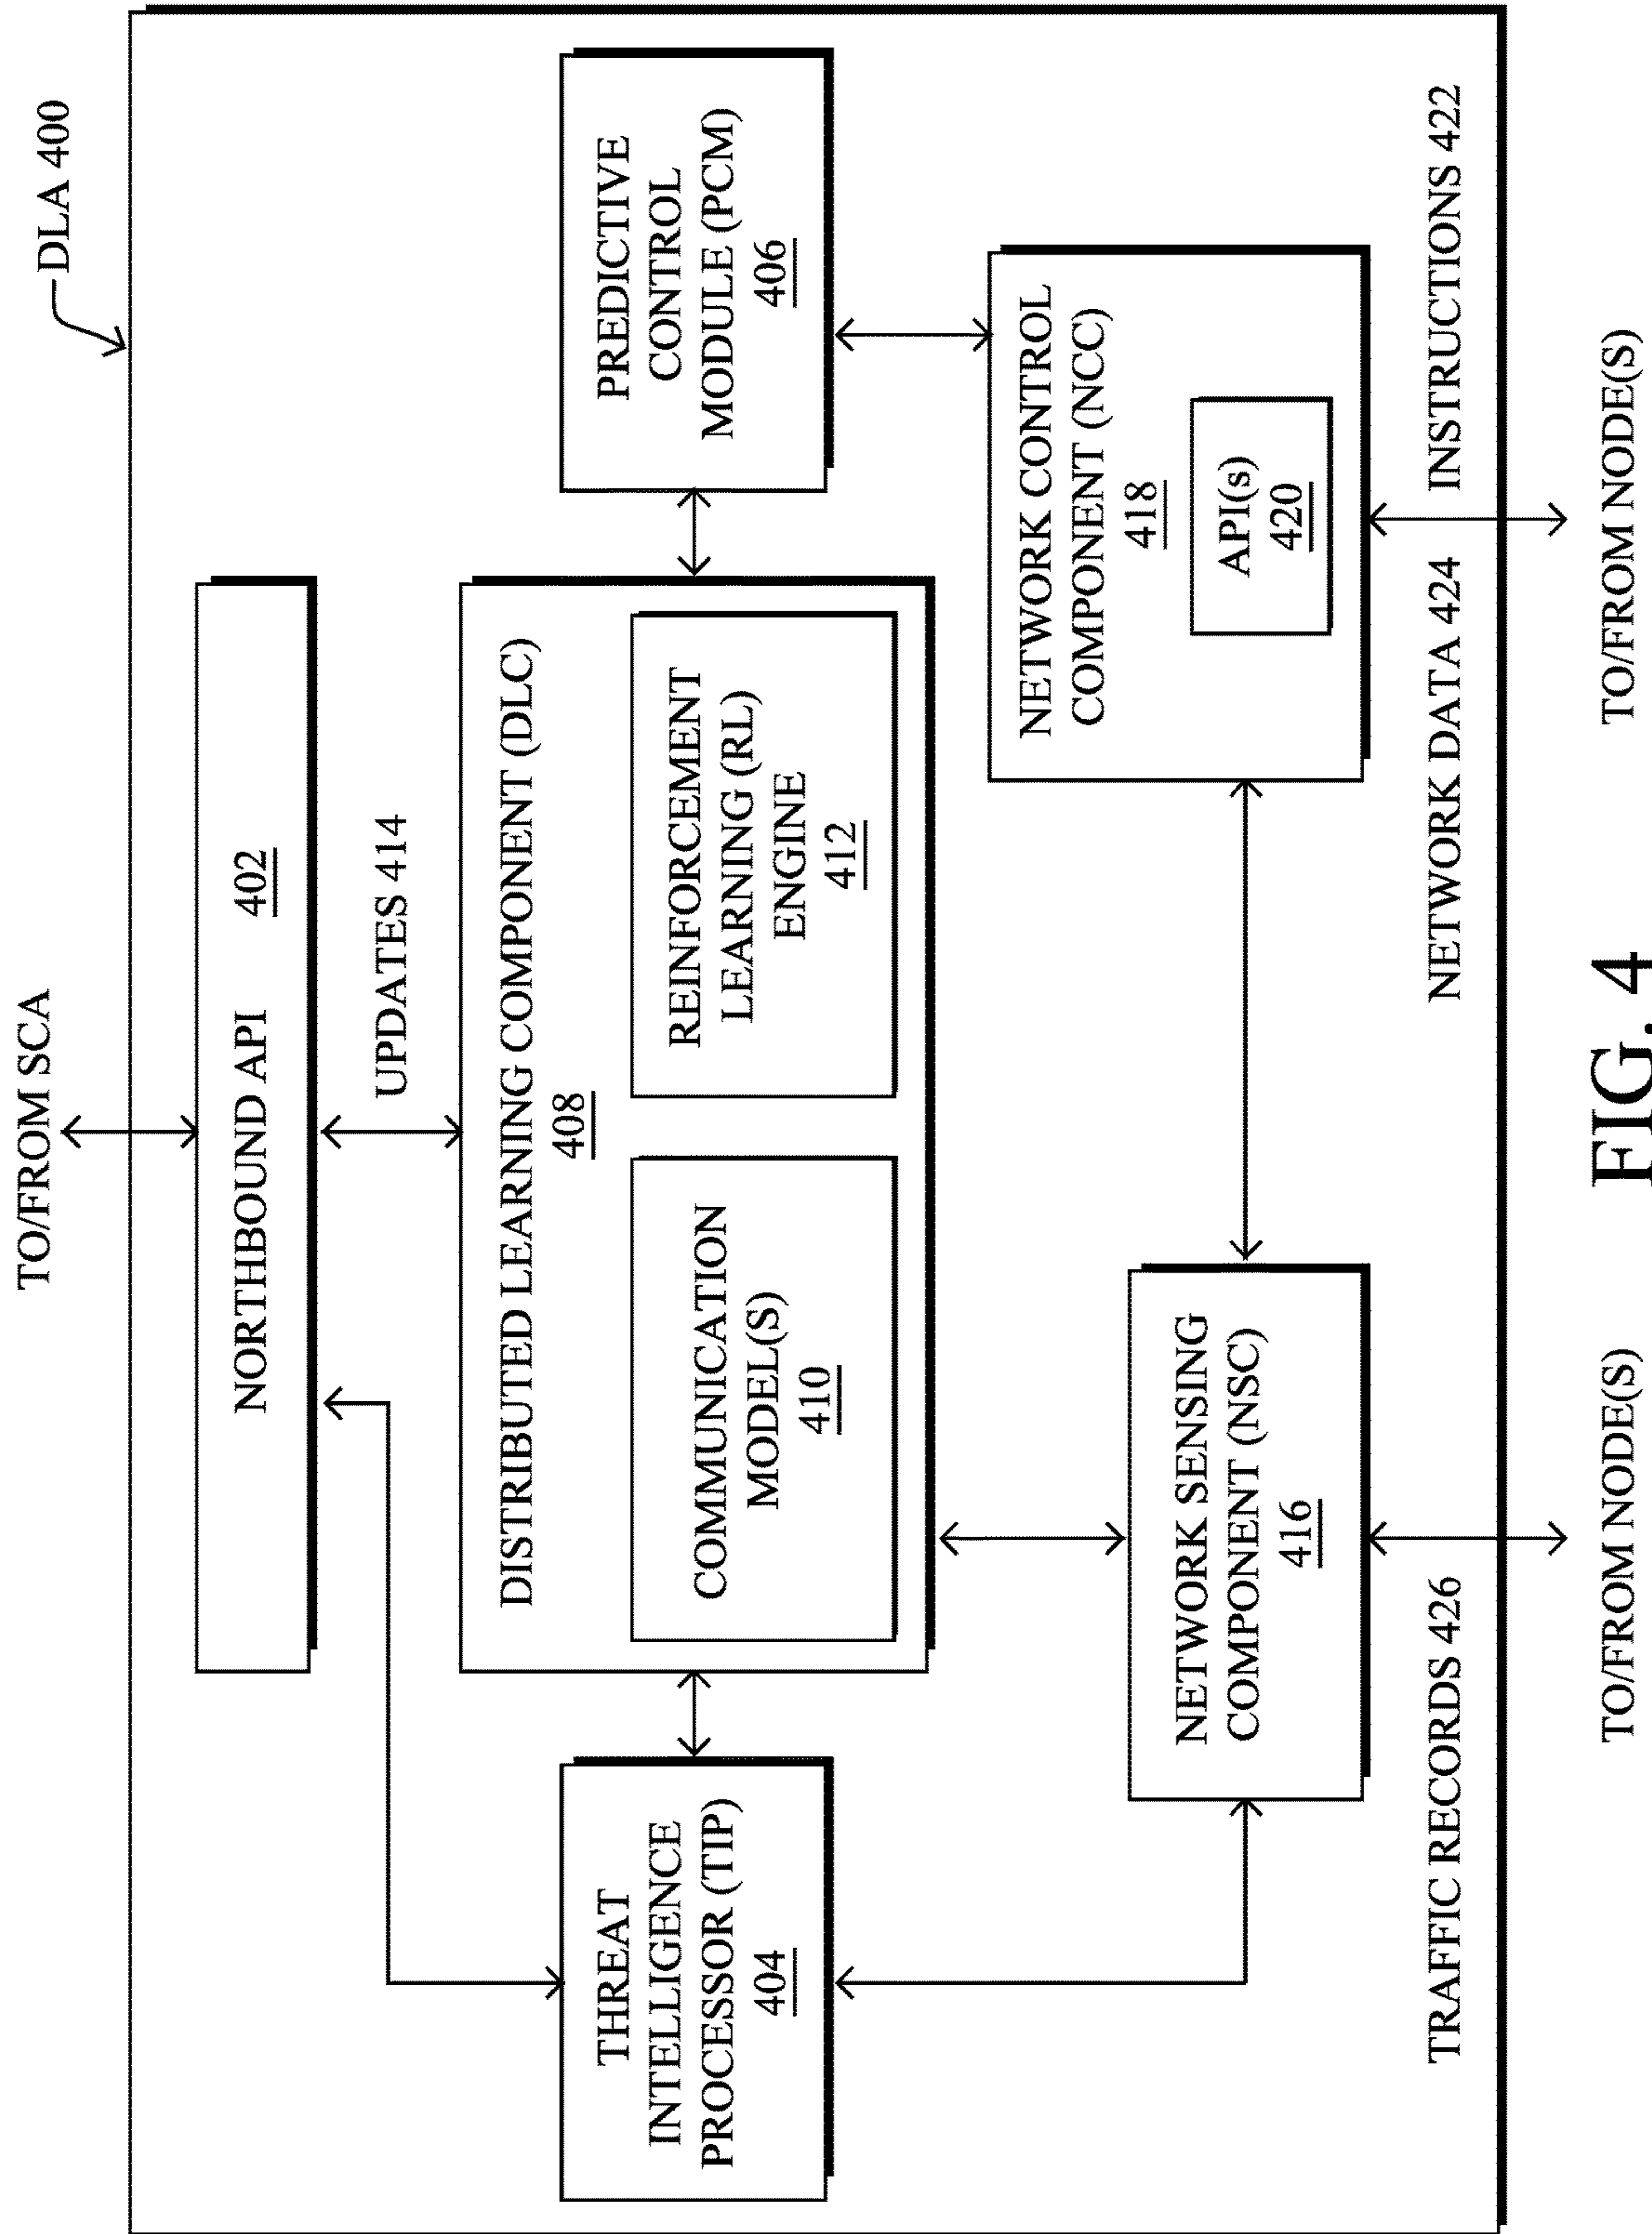 TO/FROM SCA
DLA 400
NORTHBOUND API 402
UPDATES 414
THREAT
INTELLIGENCE
PROCESSOR (TIP)
404
DISTRIBUTED LEARNING COMPONENT (DLC)
408
COMMUNICATION
MODEL(S)
410
REINFORCEMENT
LEARNING (RL)
ENGINE
412
PREDICTIVE
CONTROL
MODULE (PCM)
406
NETWORK SENSING
COMPONENT (NSC)
416
NETWORK CONTROL
COMPONENT (NCC)
418
API(s)
420
TRAFFIC RECORDS 426
NETWORK DATA 424
INSTRUCTIONS 422
TO/FROM NODE(S)
TO/FROM NODE(S)
FIG. 4